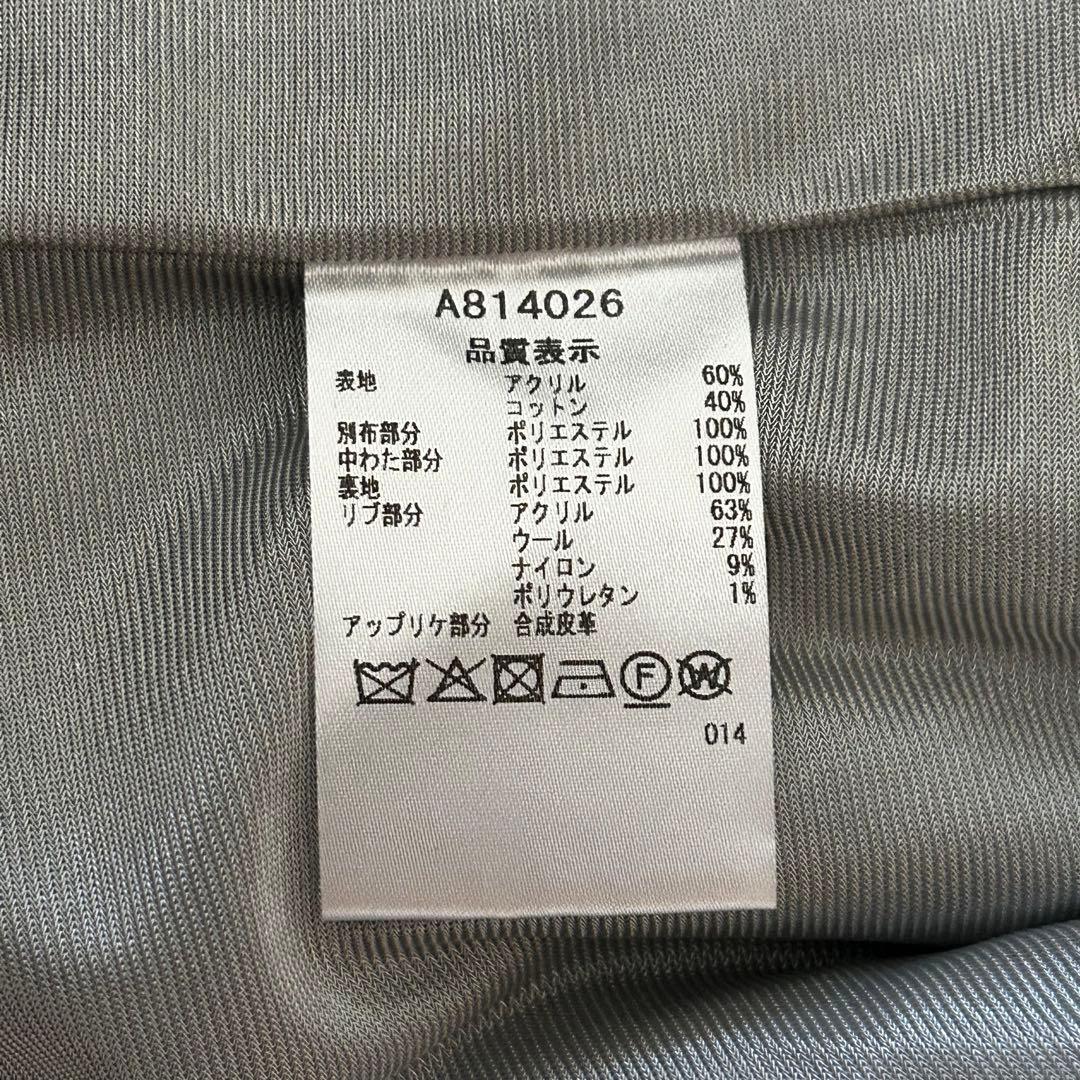 A814026
品質表示
表地 アクリル 60%
コットン 40%
別布部分 ポリエステル 100%
中わた部分 ポリエステル 100%
裏地 ポリエステル 100%
リブ部分 アクリル 63%
ウール 27%
ナイロン 9%
ポリウレタン 1%
アップリケ部分 合成皮革
F W
014